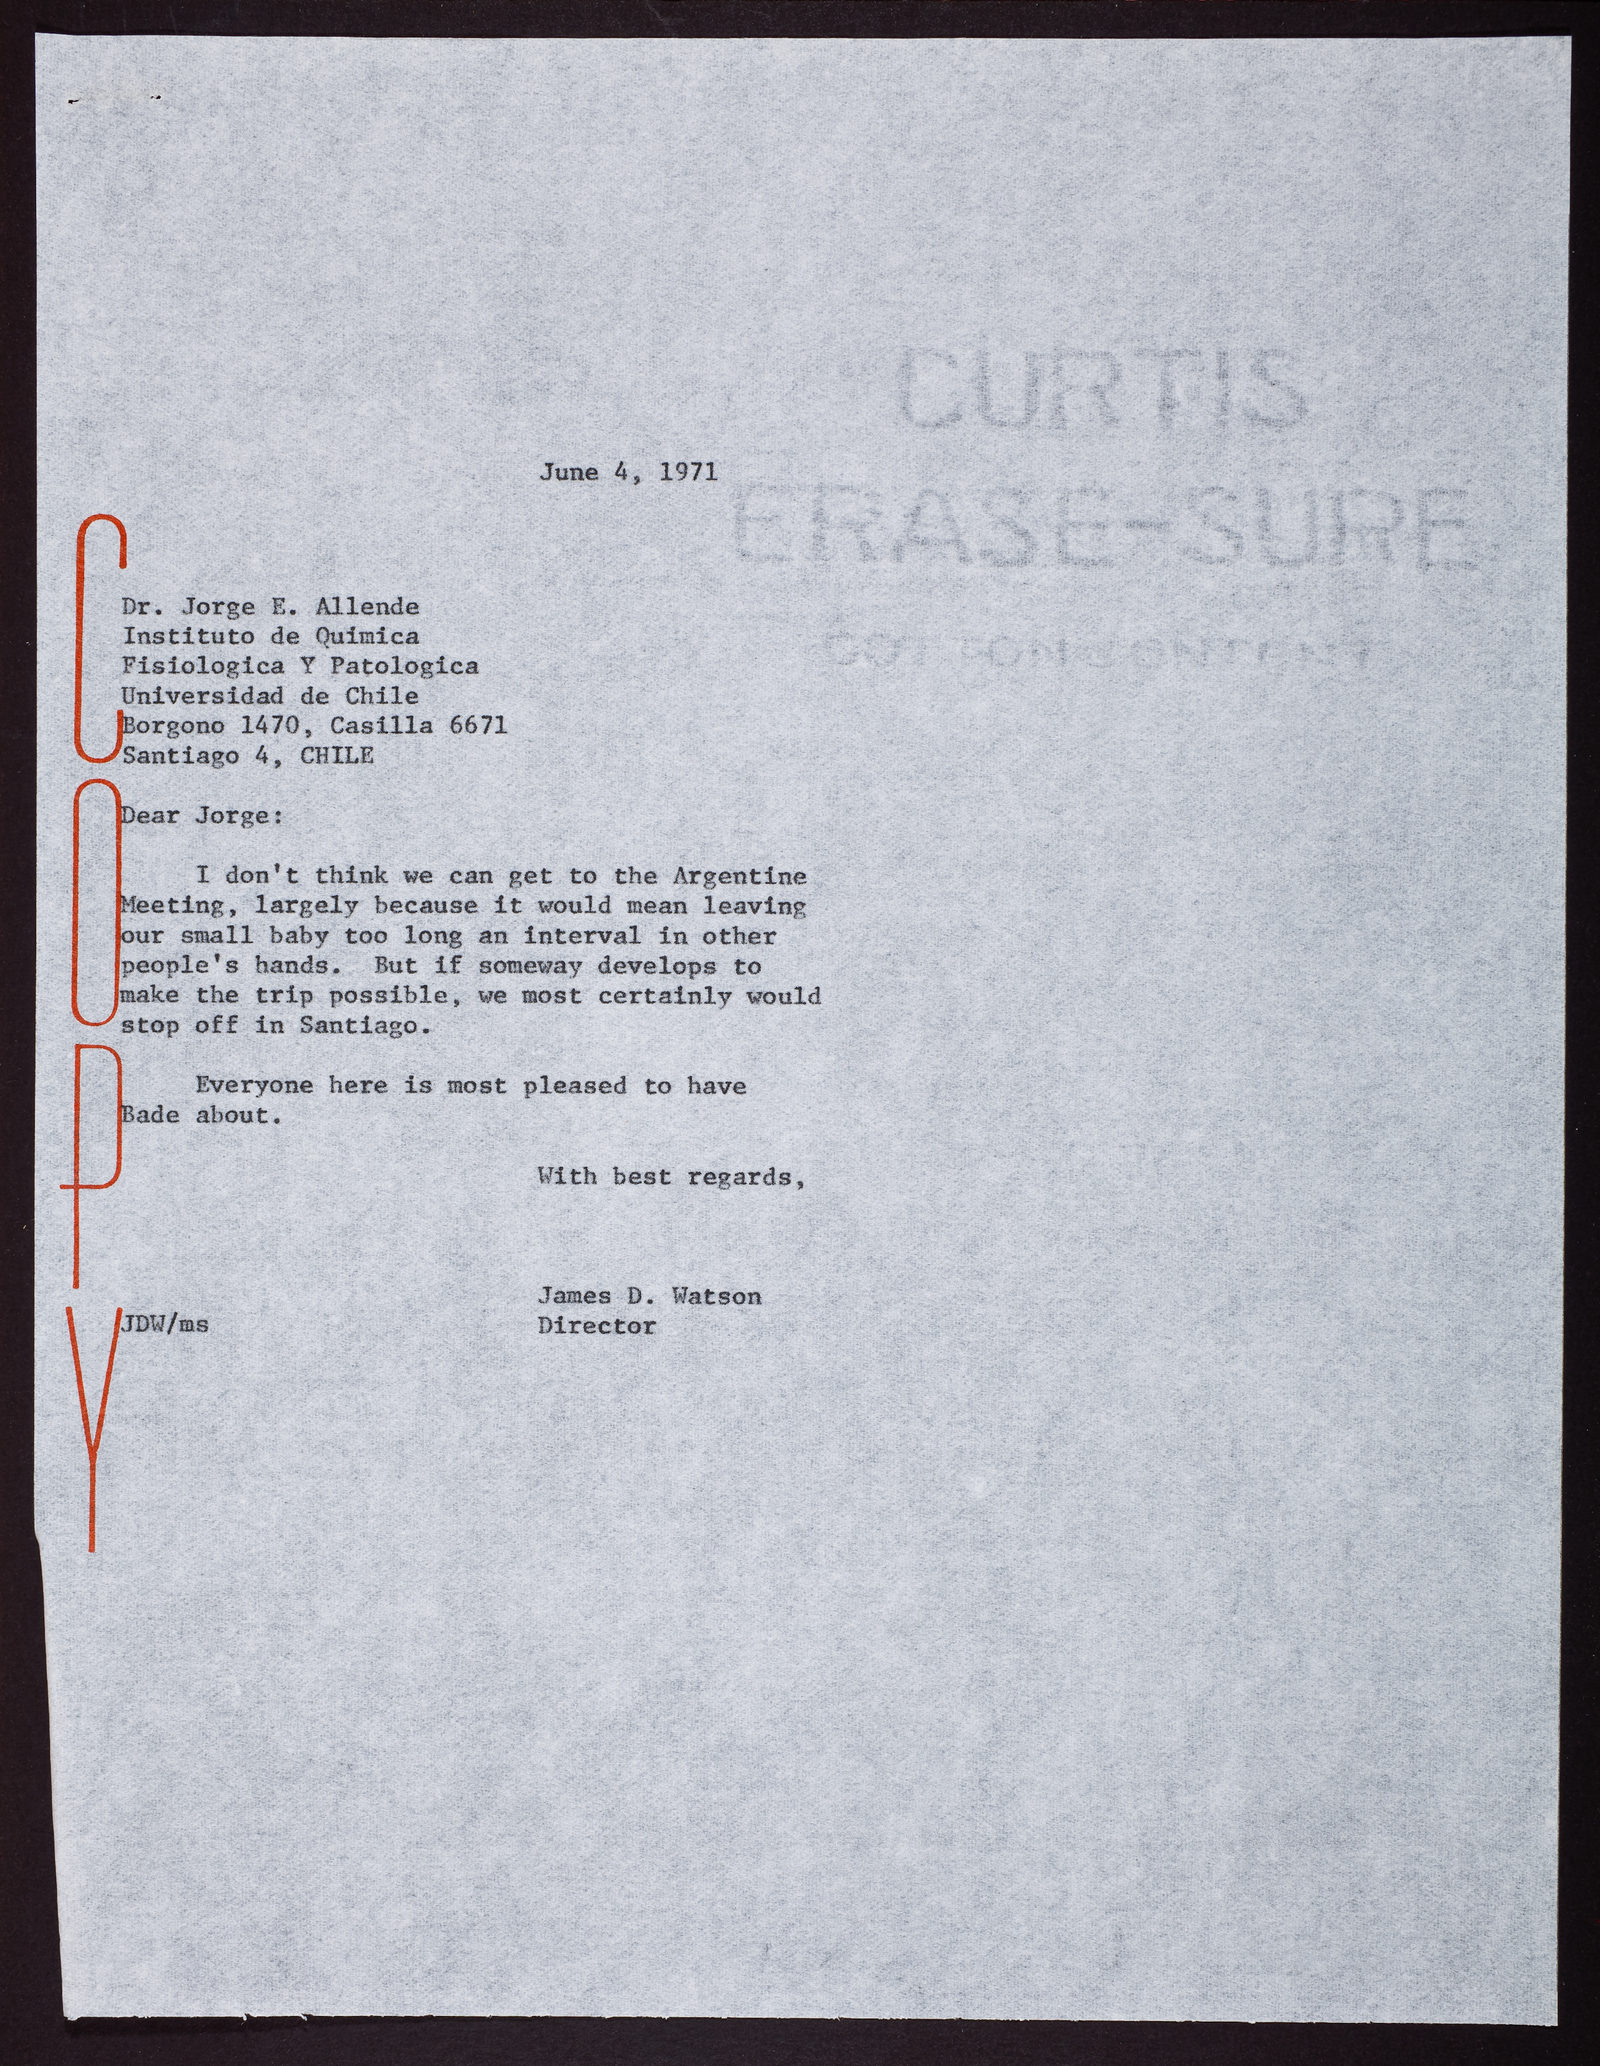 CURTIS
June 4, 1971
ERASE-SURE
COPY
Dr. Jorge E. Allende
Instituto de Quimica
Fisiologica Y Patologica
Universidad de Chile
Borgono 1470, Casilla 6671
Santiago 4, CHILE
Dear Jorge:
I don't think we can get to the Argentine
Meeting, largely because it would mean leaving
our small baby too long an interval in other
people's hands.  But if someway develops to
make the trip possible, we most certainly would
stop off in Santiago.
Everyone here is most pleased to have
Bade about.
With best regards,
James D. Watson
JDW/ms Director